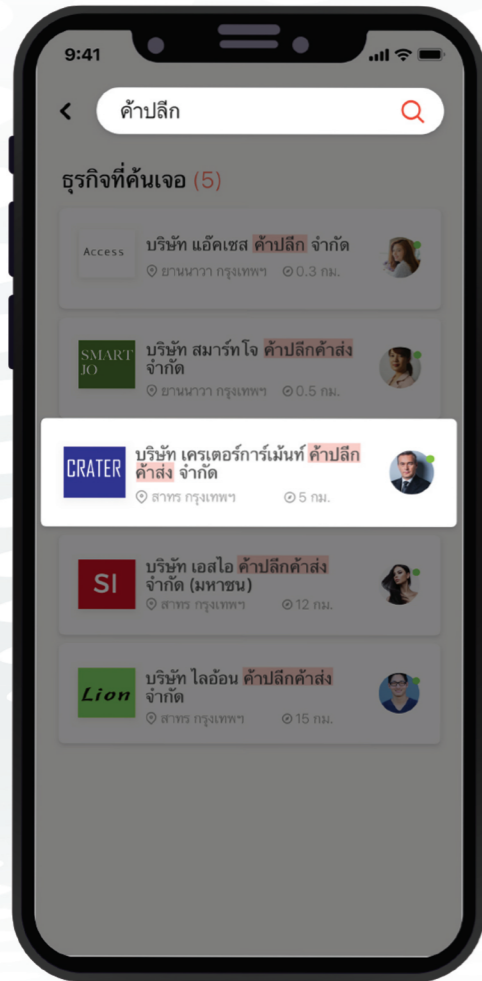 9:41
ค้าปลีก
ธุรกิจที่ค้นเจอ (5)
Access
บริษัท แอ๊คเซส ค้าปลีก จำกัด
ยานนาวา กรุงเทพฯ 0.3 กม.
SMART
JO
บริษัท สมาร์ท โจ ค้าปลีกค้าส่ง
จำกัด
ยานนาวา กรุงเทพฯ 0.5 กม.
CRATER
บริษัท เครเตอร์การ์เม้นท์ ค้าปลีก
ค้าส่ง จำกัด
สาทร กรุงเทพฯ 5 กม.
SI
บริษัท เอสไอ ค้าปลีกค้าส่ง
จำกัด (มหาชน)
สาทร กรุงเทพฯ 12 กม.
Lion
บริษัท ไลอ้อน ค้าปลีกค้าส่ง
จำกัด
สาทร กรุงเทพฯ 15 กม.